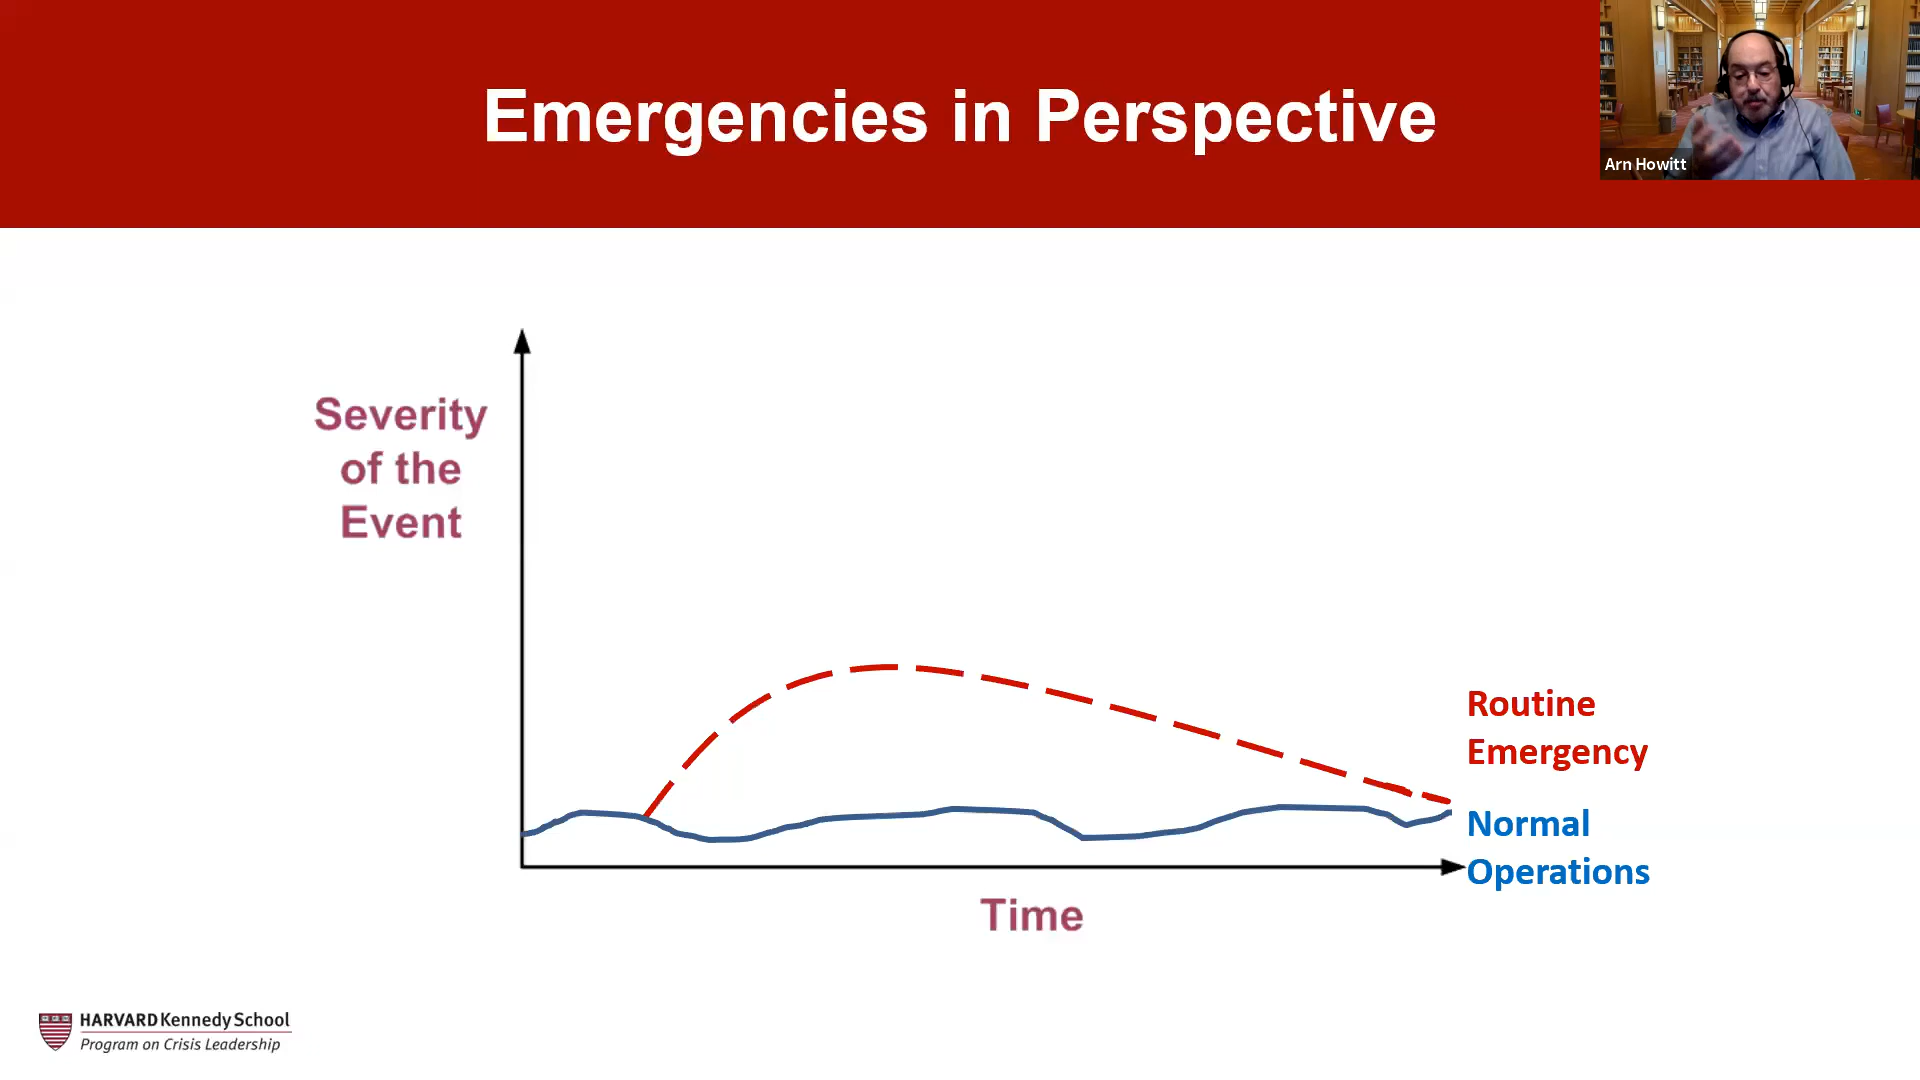 Emergencies in Perspective
Arn Howitt
Severity
of the
Event
Routine
Emergency
Normal
Operations
Time
HARVARD Kennedy School
Program on Crisis Leadership